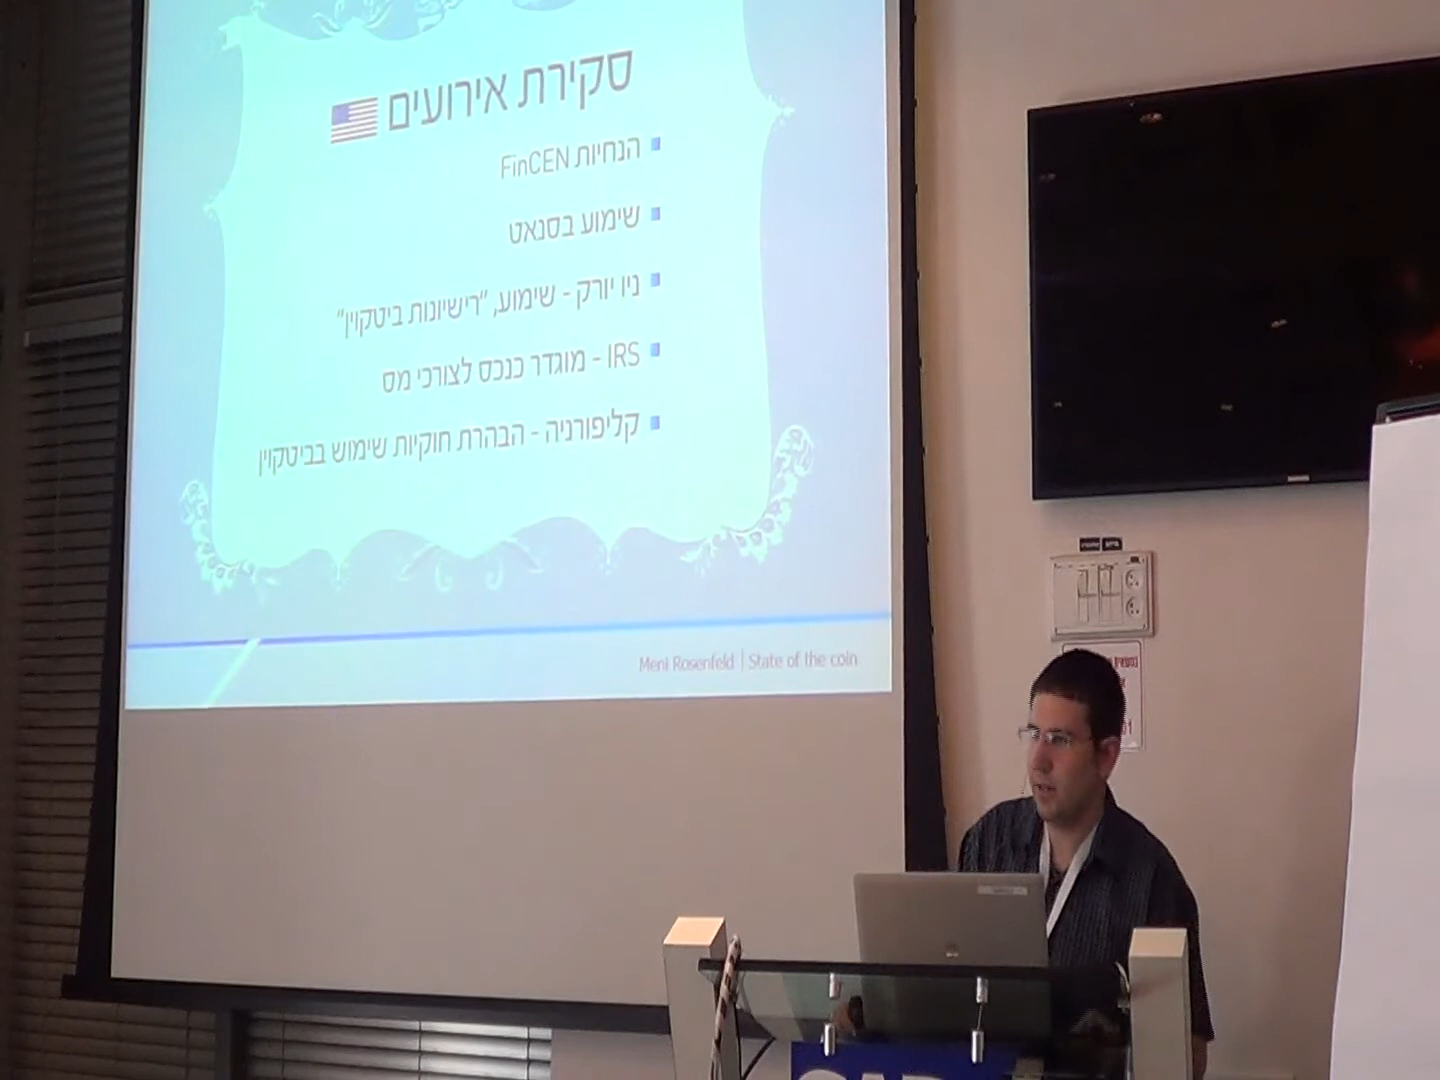 סקירת אירועים
הנחיות FinCEN
שימוע בסנאט
ניו יורק - שימוע, "רישיונות ביטקוין"
IRS - מוגדר כנכס לצורכי מס
קליפורניה - הבהרת חוקיות שימוש בביטקוין
Meni Rosenfeld | State of the coin